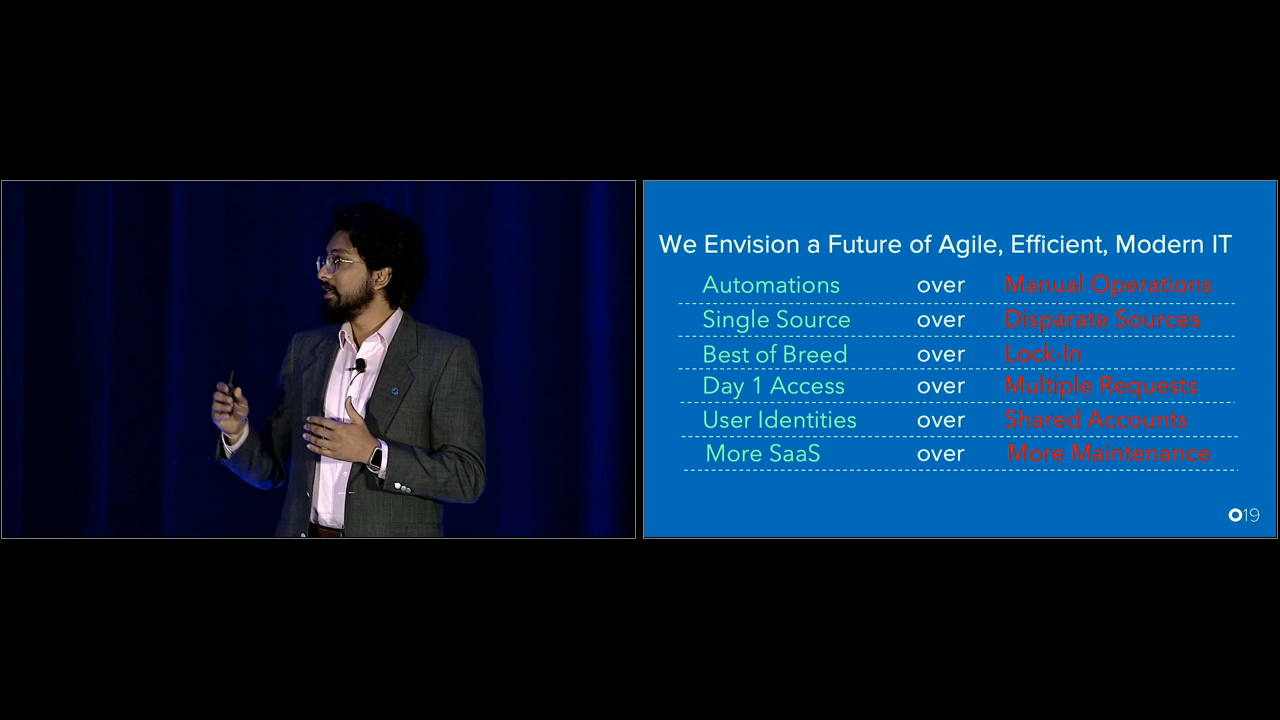 We Envision a Future of Agile, Efficient, Modern IT
Automations over Manual Operations
Single Source over Disparate Sources
Best of Breed over Lock-In
Day 1 Access over Multiple Requests
User Identities over Shared Accounts
More SaaS over More Maintenance
O19